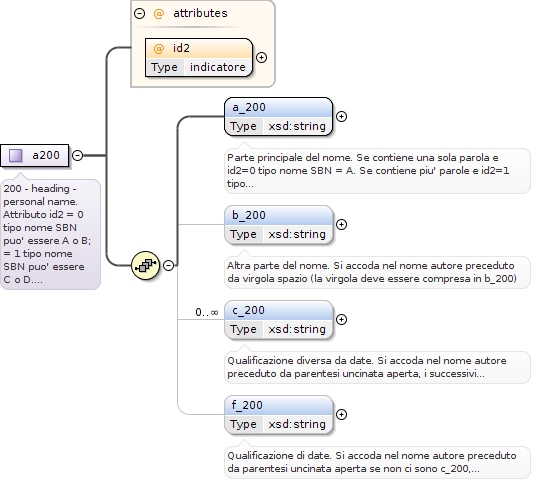 @ attributes
@ id2
Type indicatore
a200
200 - heading -
personal name.
Attributo id2 = 0
tipo nome SBN
puo' essere A o B;
= 1 tipo nome
SBN puo' essere
C o D....
a_200
Type xsd:string
Parte principale del nome. Se contiene una sola parola e
id2=0 tipo nome SBN = A. Se contiene piu' parole e id2=1
tipo...
b_200
Type xsd:string
Altra parte del nome. Si accoda nel nome autore preceduto
da virgola spazio (la virgola deve essere compresa in b_200)
0..∞
c_200
Type xsd:string
Qualificazione diversa da date. Si accoda nel nome autore
preceduto da parentesi uncinata aperta, i successivi...
f_200
Type xsd:string
Qualificazione di date. Si accoda nel nome autore preceduto
da parentesi uncinata aperta se non ci sono c_200,...